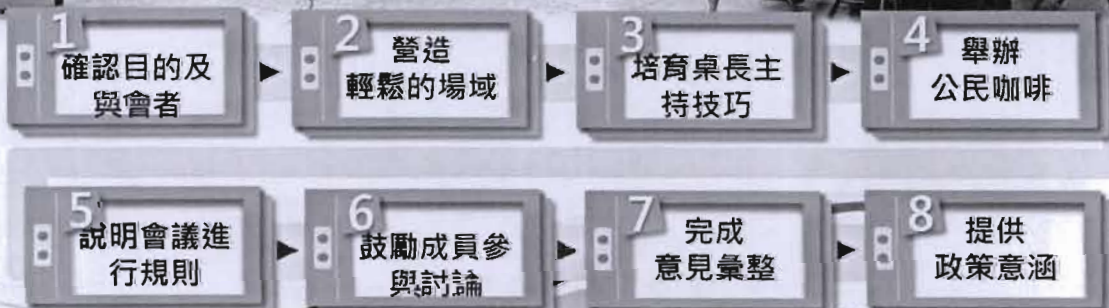 1
確認目的及
與會者
2
營造
輕鬆的場域
3
培育桌長主
持技巧
4
舉辦
公民咖啡
5
說明會議進
行規則
6
鼓勵成員參
與討論
7
完成
意見彙整
8
提供
政策意涵